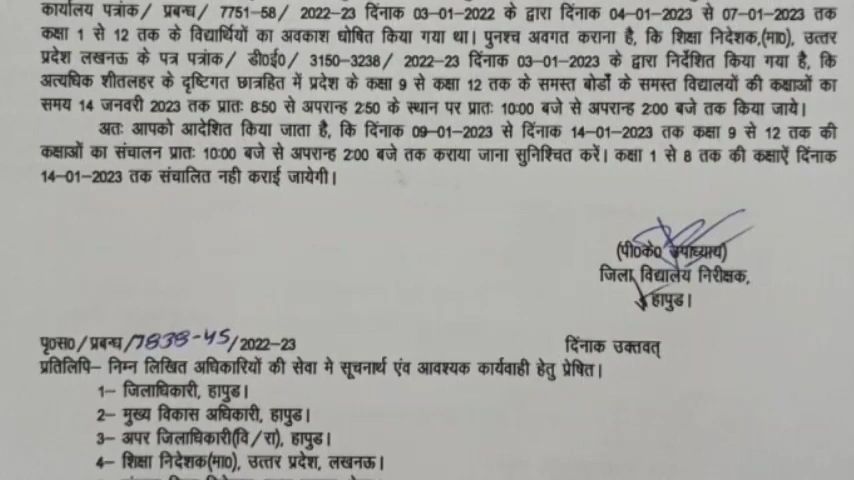 कार्यालय पत्रांक/ प्रबन्ध/ 7751-58/ 2022-23 दिनांक 03-01-2022 के द्वारा दिनांक 04-01-2023 से 07-01-2023 तक
कक्षा 1 से 12 तक के विद्यार्थियों का अवकाश घोषित किया गया था। पुनश्च अवगत कराना है, कि शिक्षा निदेशक,(मा0), उत्तर
प्रदेश लखनऊ के पत्र पत्रांक/ डी0ई0/ 3150-3238/ 2022-23 दिनांक 03-01-2023 के द्वारा निर्देशित किया गया है, कि
अत्यधिक शीतलहर के दृष्टिगत छात्रहित में प्रदेश के कक्षा 9 से कक्षा 12 तक के समस्त बोर्डों के समस्त विद्यालयों की कक्षाओं का
समय 14 जनवरी 2023 तक प्रातः 8:50 से अपरान्ह 2:50 के स्थान पर प्रातः 10:00 बजे से अपरान्ह 2:00 बजे तक किया जाये।
अतः आपको आदेशित किया जाता है, कि दिनांक 09-01-2023 से दिनांक 14-01-2023 तक कक्षा 9 से 12 तक की
कक्षाओं का संचालन प्रातः 10:00 बजे से अपरान्ह 2:00 बजे तक कराया जाना सुनिश्चित करें। कक्षा 1 से 8 तक की कक्षाऐं दिनांक
14-01-2023 तक संचालित नही कराई जायेगी।
(पी0के0 उपाध्याय)
जिला विद्यालय निरीक्षक,
हापुड।
पृ0सं0/प्रबन्ध/7838-45/2022-23 दिनांक उक्तवत्
प्रतिलिपि- निम्न लिखित अधिकारियों की सेवा मे सूचनार्थ एंव आवश्यक कार्यवाही हेतु प्रेषित।
1- जिलाधिकारी, हापुड।
2- मुख्य विकास अधिकारी, हापुड।
3- अपर जिलाधिकारी(वि/रा), हापुड।
4- शिक्षा निदेशक(मा0), उत्तर प्रदेश, लखनऊ।